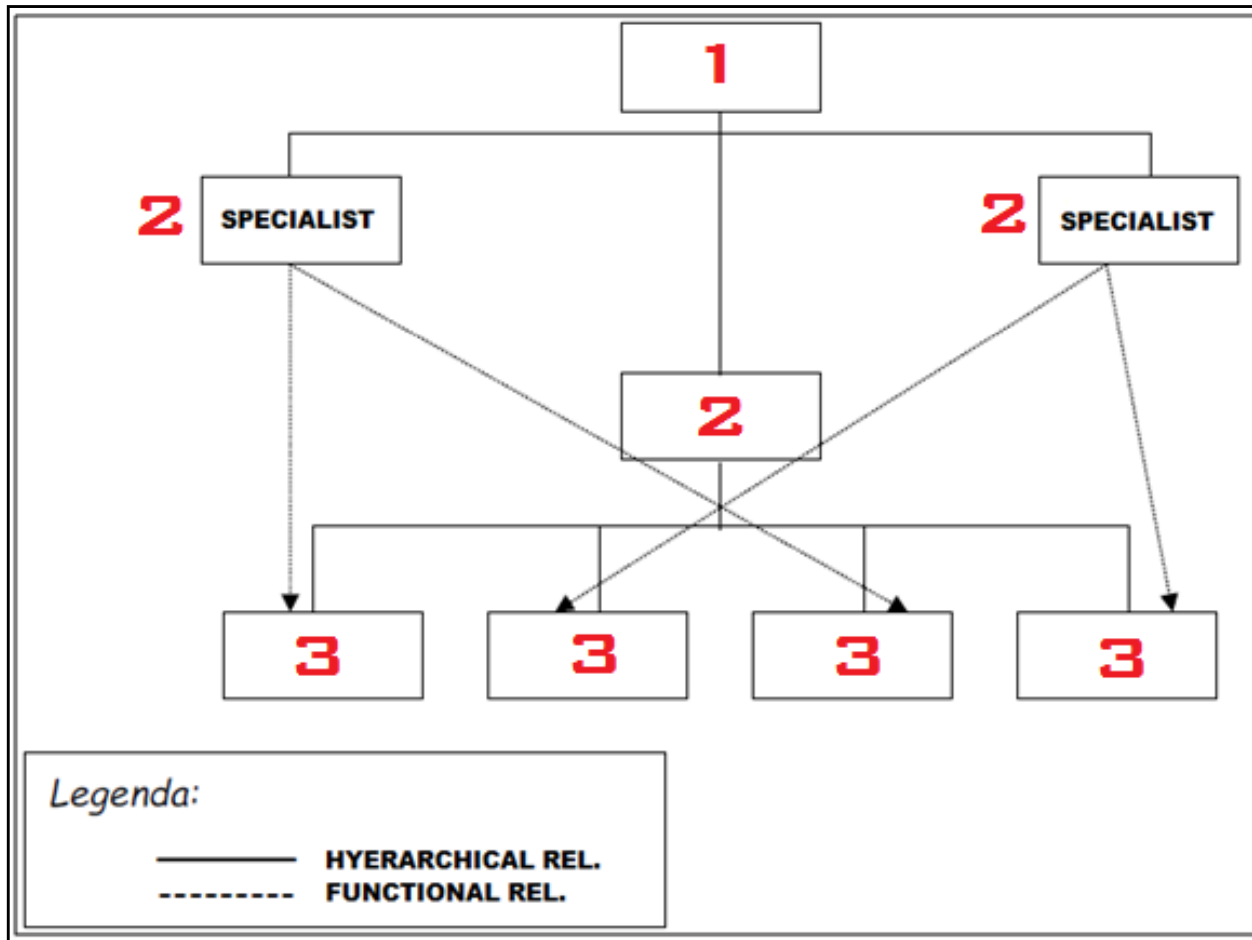 1
2 SPECIALIST
2 SPECIALIST
2
3
3
3
3
Legenda:
HYERARCHICAL REL.
FUNCTIONAL REL.